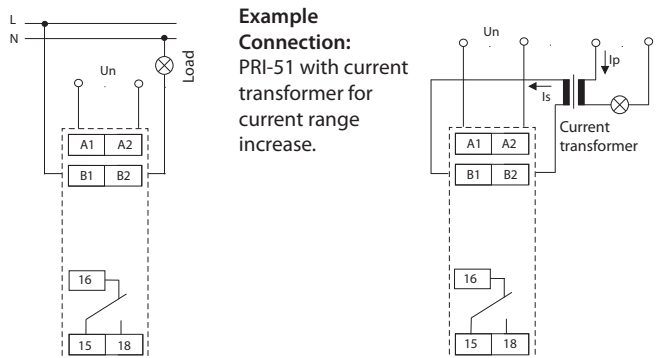 L
N
Un
Load
A1 A2
B1 B2
16
15 18
Example
Connection:
PRI-51 with current
transformer for
current range
increase.
Un
Ip
Is
Current
transformer
A1 A2
B1 B2
16
15 18